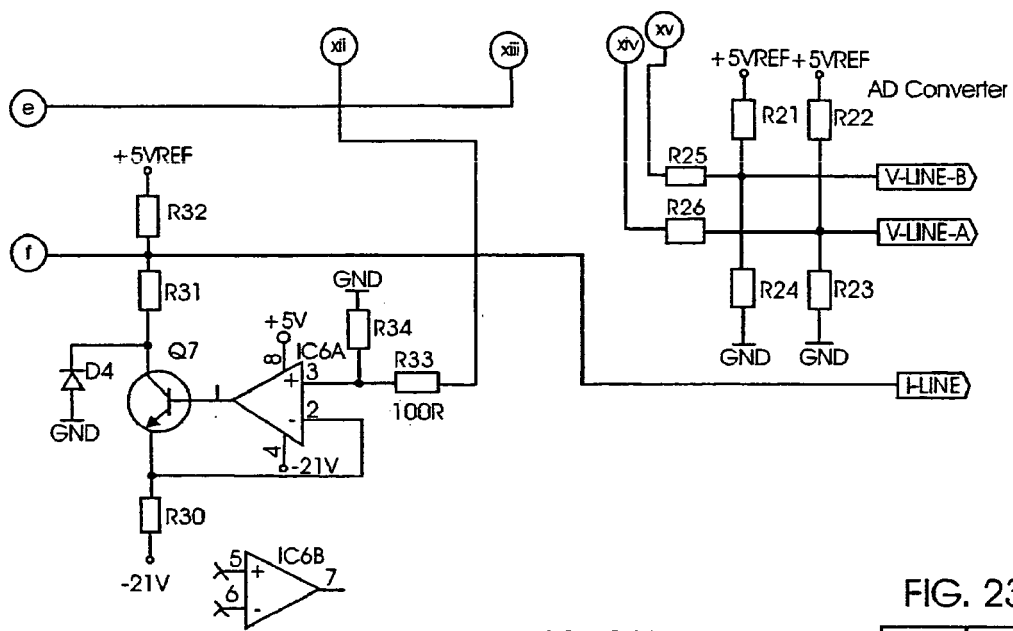 xii
xiii
xiv
xv
e
+5VREF +5VREF
AD Converter
R21
R22
+5VREF
R25
V-LINE-B
R32
R26
V-LINE-A
f
R31
GND
R24
R23
+5V
R34
GND
GND
Q7
8
IC6A
R33
D4
1
+
3
I-LINE
-
2
100R
GND
4
-21V
R30
-21V
5
+
IC6B
7
6
-
FIG. 23